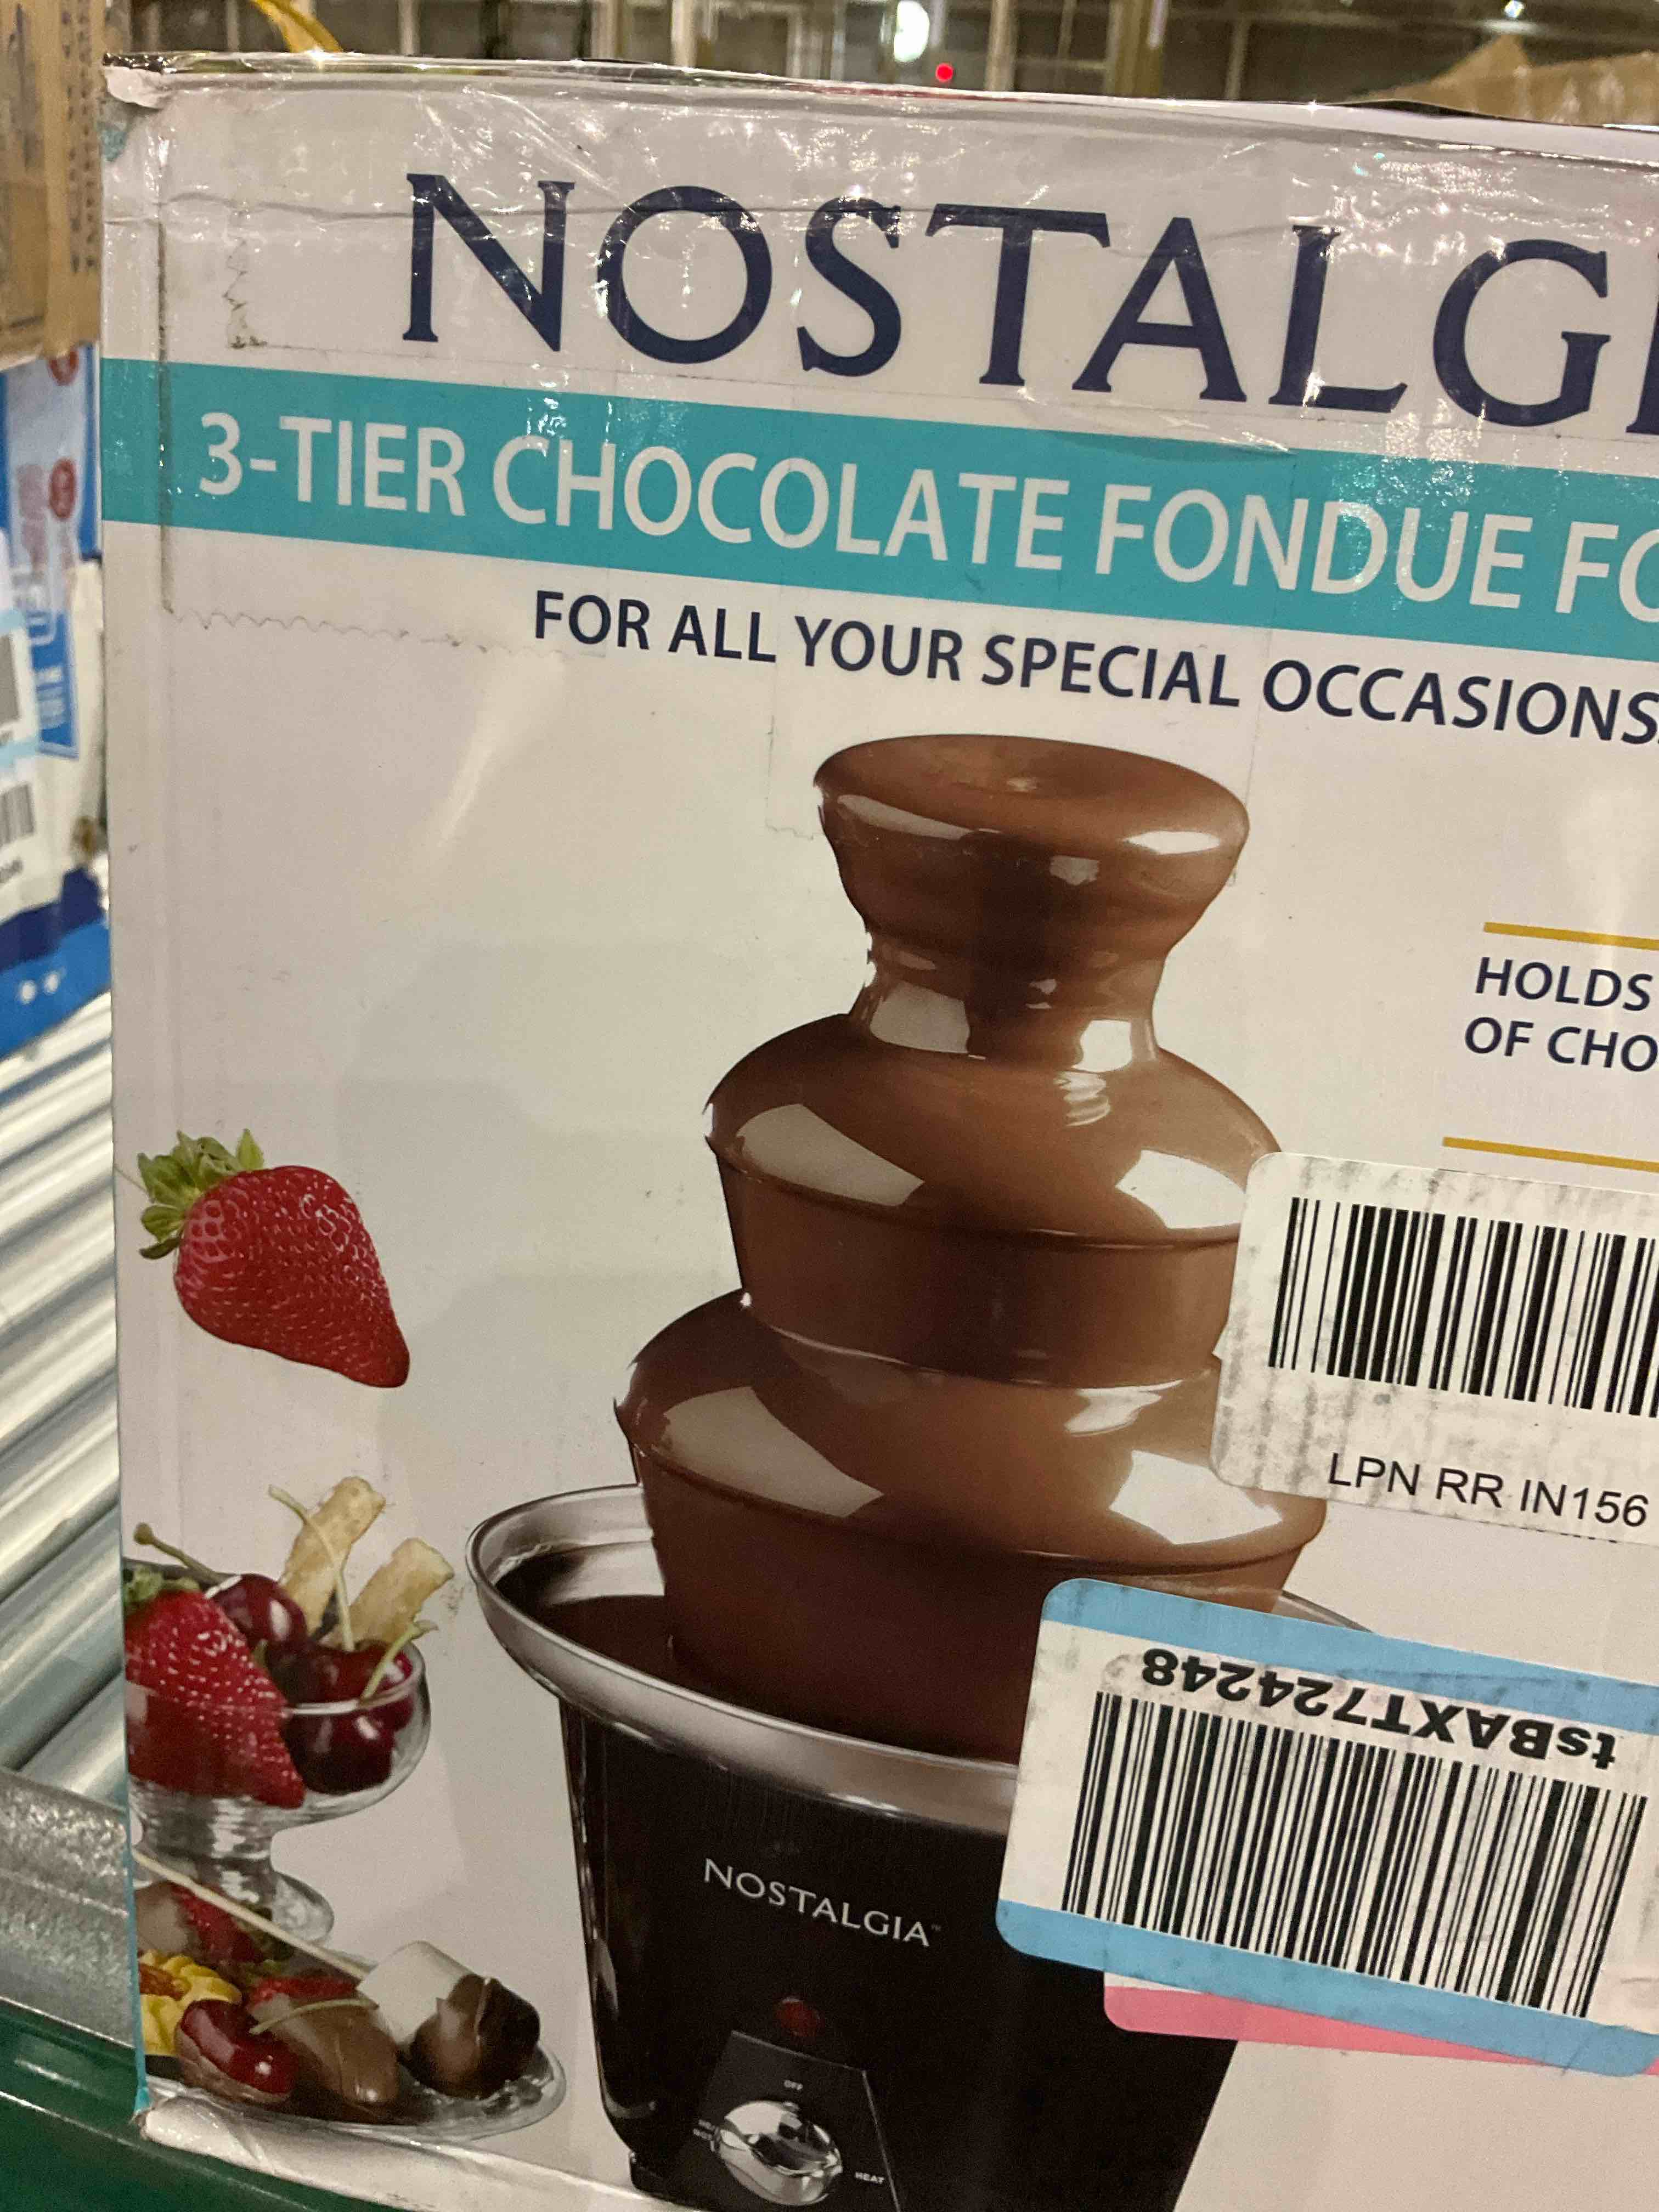 NOSTALGI
3-TIER CHOCOLATE FONDUE FO
FOR ALL YOUR SPECIAL OCCASIONS
HOLDS
OF CHO
LPN RR IN156
tsBAXT724248
NOSTALGIA™
OFF
HEAT